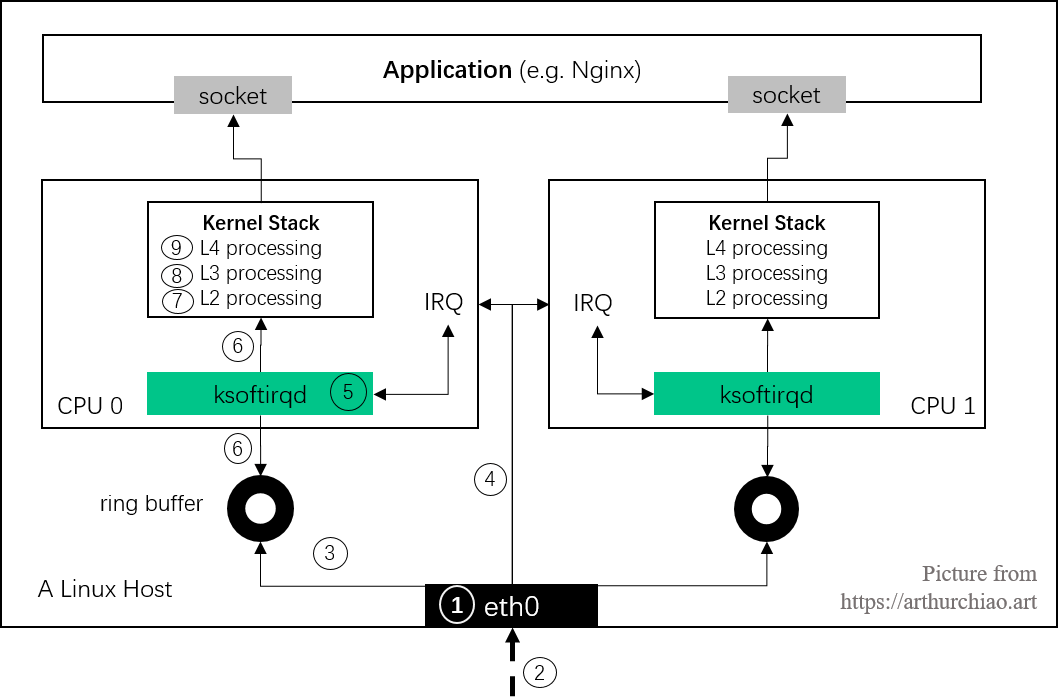 Application (e.g. Nginx)
socket
socket
Kernel Stack
9 L4 processing
8 L3 processing
7 L2 processing
Kernel Stack
L4 processing
L3 processing
L2 processing
IRQ
IRQ
6
ksoftirqd 5
ksoftirqd
CPU 0
CPU 1
6
4
ring buffer
3
A Linux Host
Picture from
https://arthurchiao.art
1 eth0
2